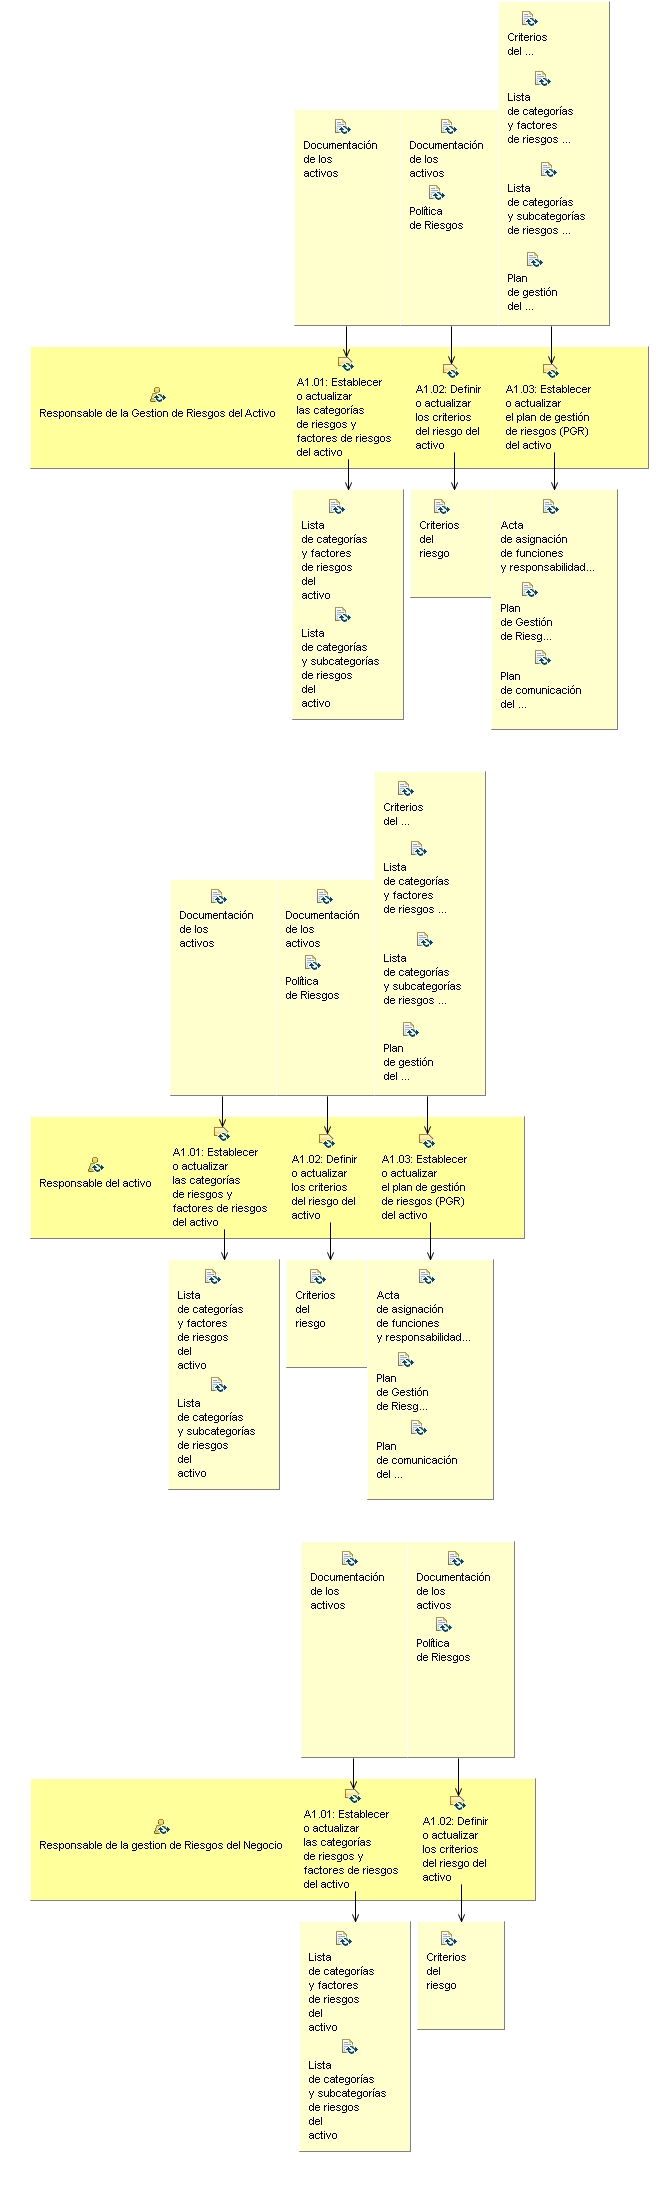 Criterios
del ...
Lista
de categorías
y factores
de riesgos ...
Lista
de categorías
y subcategorías
de riesgos ...
Plan
de gestión
del ...
Documentación
de los
activos
Documentación
de los
activos
Política
de Riesgos
Responsable de la Gestion de Riesgos del Activo
A1.01: Establecer
o actualizar
las categorías
de riesgos y
factores de riesgos
del activo
A1.02: Definir
o actualizar
los criterios
del riesgo del
activo
A1.03: Establecer
o actualizar
el plan de gestión
de riesgos (PGR)
del activo
Lista
de categorías
y factores
de riesgos
del
activo
Lista
de categorías
y subcategorías
de riesgos
del
activo
Criterios
del
riesgo
Acta
de asignación
de funciones
y responsabilidad...
Plan
de Gestión
de Riesg...
Plan
de comunicación
del ...
Criterios
del ...
Lista
de categorías
y factores
de riesgos ...
Lista
de categorías
y subcategorías
de riesgos ...
Plan
de gestión
del ...
Documentación
de los
activos
Documentación
de los
activos
Política
de Riesgos
Responsable del activo
A1.01: Establecer
o actualizar
las categorías
de riesgos y
factores de riesgos
del activo
A1.02: Definir
o actualizar
los criterios
del riesgo del
activo
A1.03: Establecer
o actualizar
el plan de gestión
de riesgos (PGR)
del activo
Lista
de categorías
y factores
de riesgos
del
activo
Lista
de categorías
y subcategorías
de riesgos
del
activo
Criterios
del
riesgo
Acta
de asignación
de funciones
y responsabilidad...
Plan
de Gestión
de Riesg...
Plan
de comunicación
del ...
Documentación
de los
activos
Documentación
de los
activos
Política
de Riesgos
Responsable de la gestion de Riesgos del Negocio
A1.01: Establecer
o actualizar
las categorías
de riesgos y
factores de riesgos
del activo
A1.02: Definir
o actualizar
los criterios
del riesgo del
activo
Lista
de categorías
y factores
de riesgos
del
activo
Lista
de categorías
y subcategorías
de riesgos
del
activo
Criterios
del
riesgo